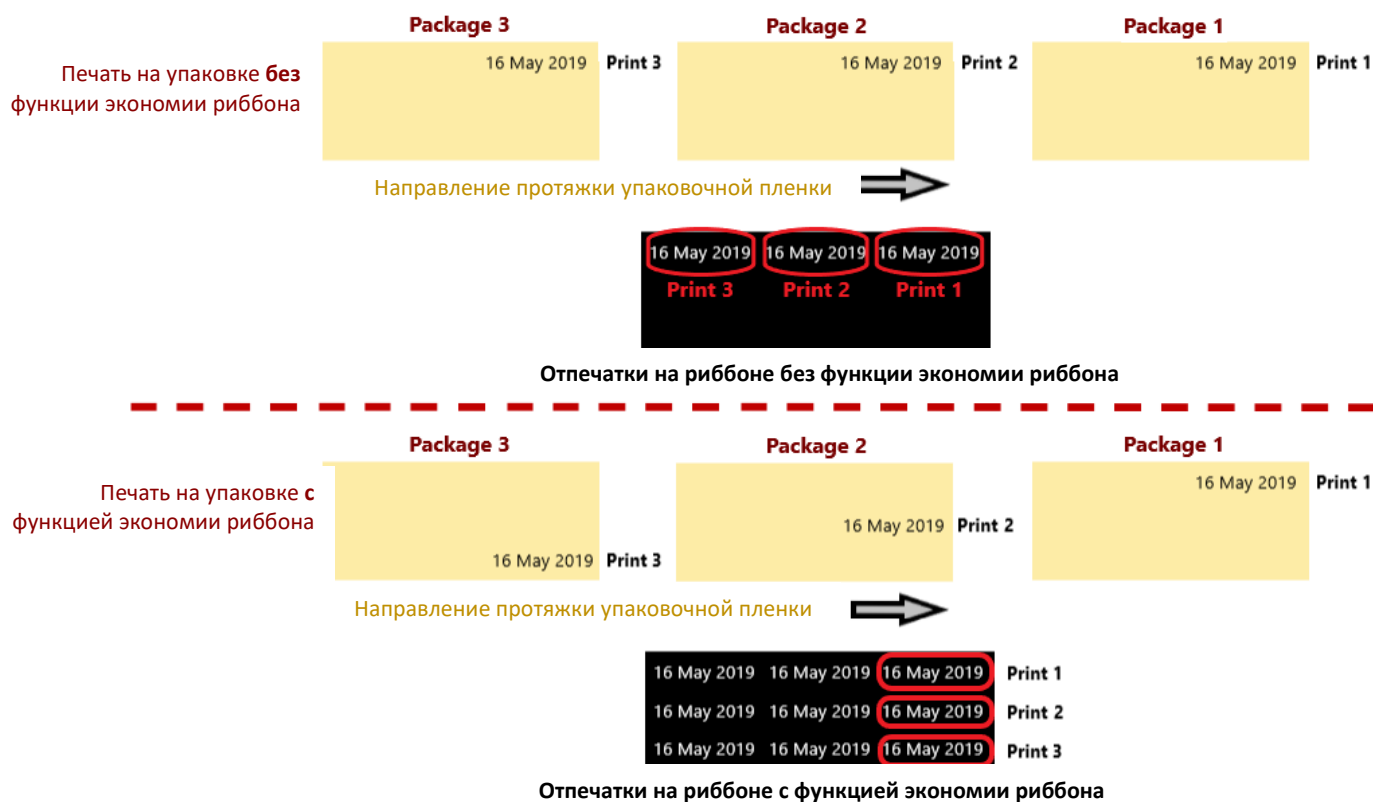 Package 3 Package 2 Package 1
Печать на упаковке без
функции экономии риббона
16 May 2019 Print 3 16 May 2019 Print 2 16 May 2019 Print 1
Направление протяжки упаковочной пленки
16 May 2019 16 May 2019 16 May 2019
Print 3 Print 2 Print 1
Отпечатки на риббоне без функции экономии риббона
Package 3 Package 2 Package 1
Печать на упаковке с
функцией экономии риббона
16 May 2019 Print 1
16 May 2019 Print 2
16 May 2019 Print 3
Направление протяжки упаковочной пленки
16 May 2019 16 May 2019 16 May 2019 Print 1
16 May 2019 16 May 2019 16 May 2019 Print 2
16 May 2019 16 May 2019 16 May 2019 Print 3
Отпечатки на риббоне с функцией экономии риббона